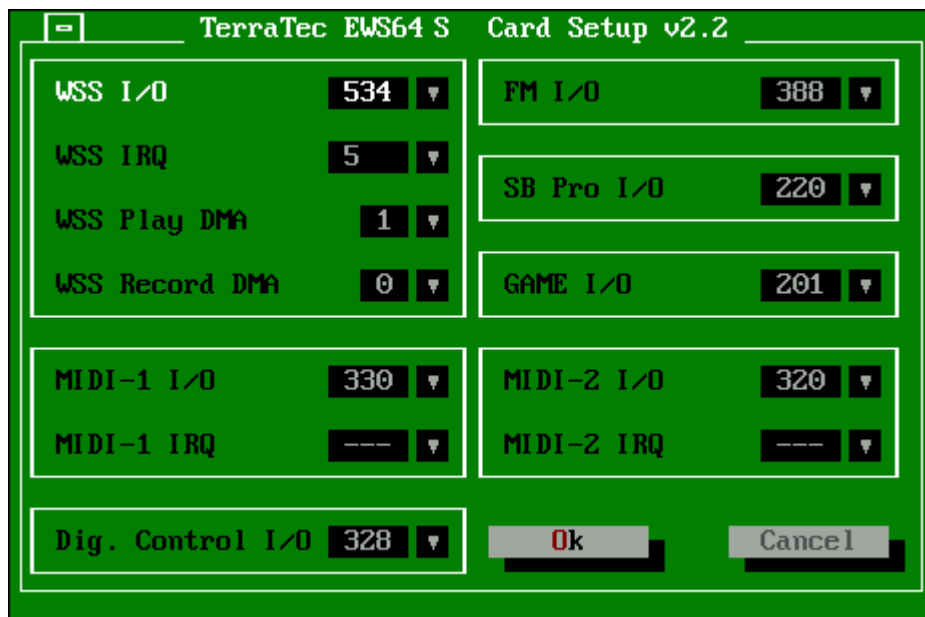 TerraTec EWS64 S Card Setup v2.2
WSS I/O 534
WSS IRQ 5
WSS Play DMA 1
WSS Record DMA 0
FM I/O 388
SB Pro I/O 220
GAME I/O 201
MIDI-1 I/O 330
MIDI-1 IRQ ---
MIDI-2 I/O 320
MIDI-2 IRQ ---
Dig. Control I/O 328
Ok
Cancel